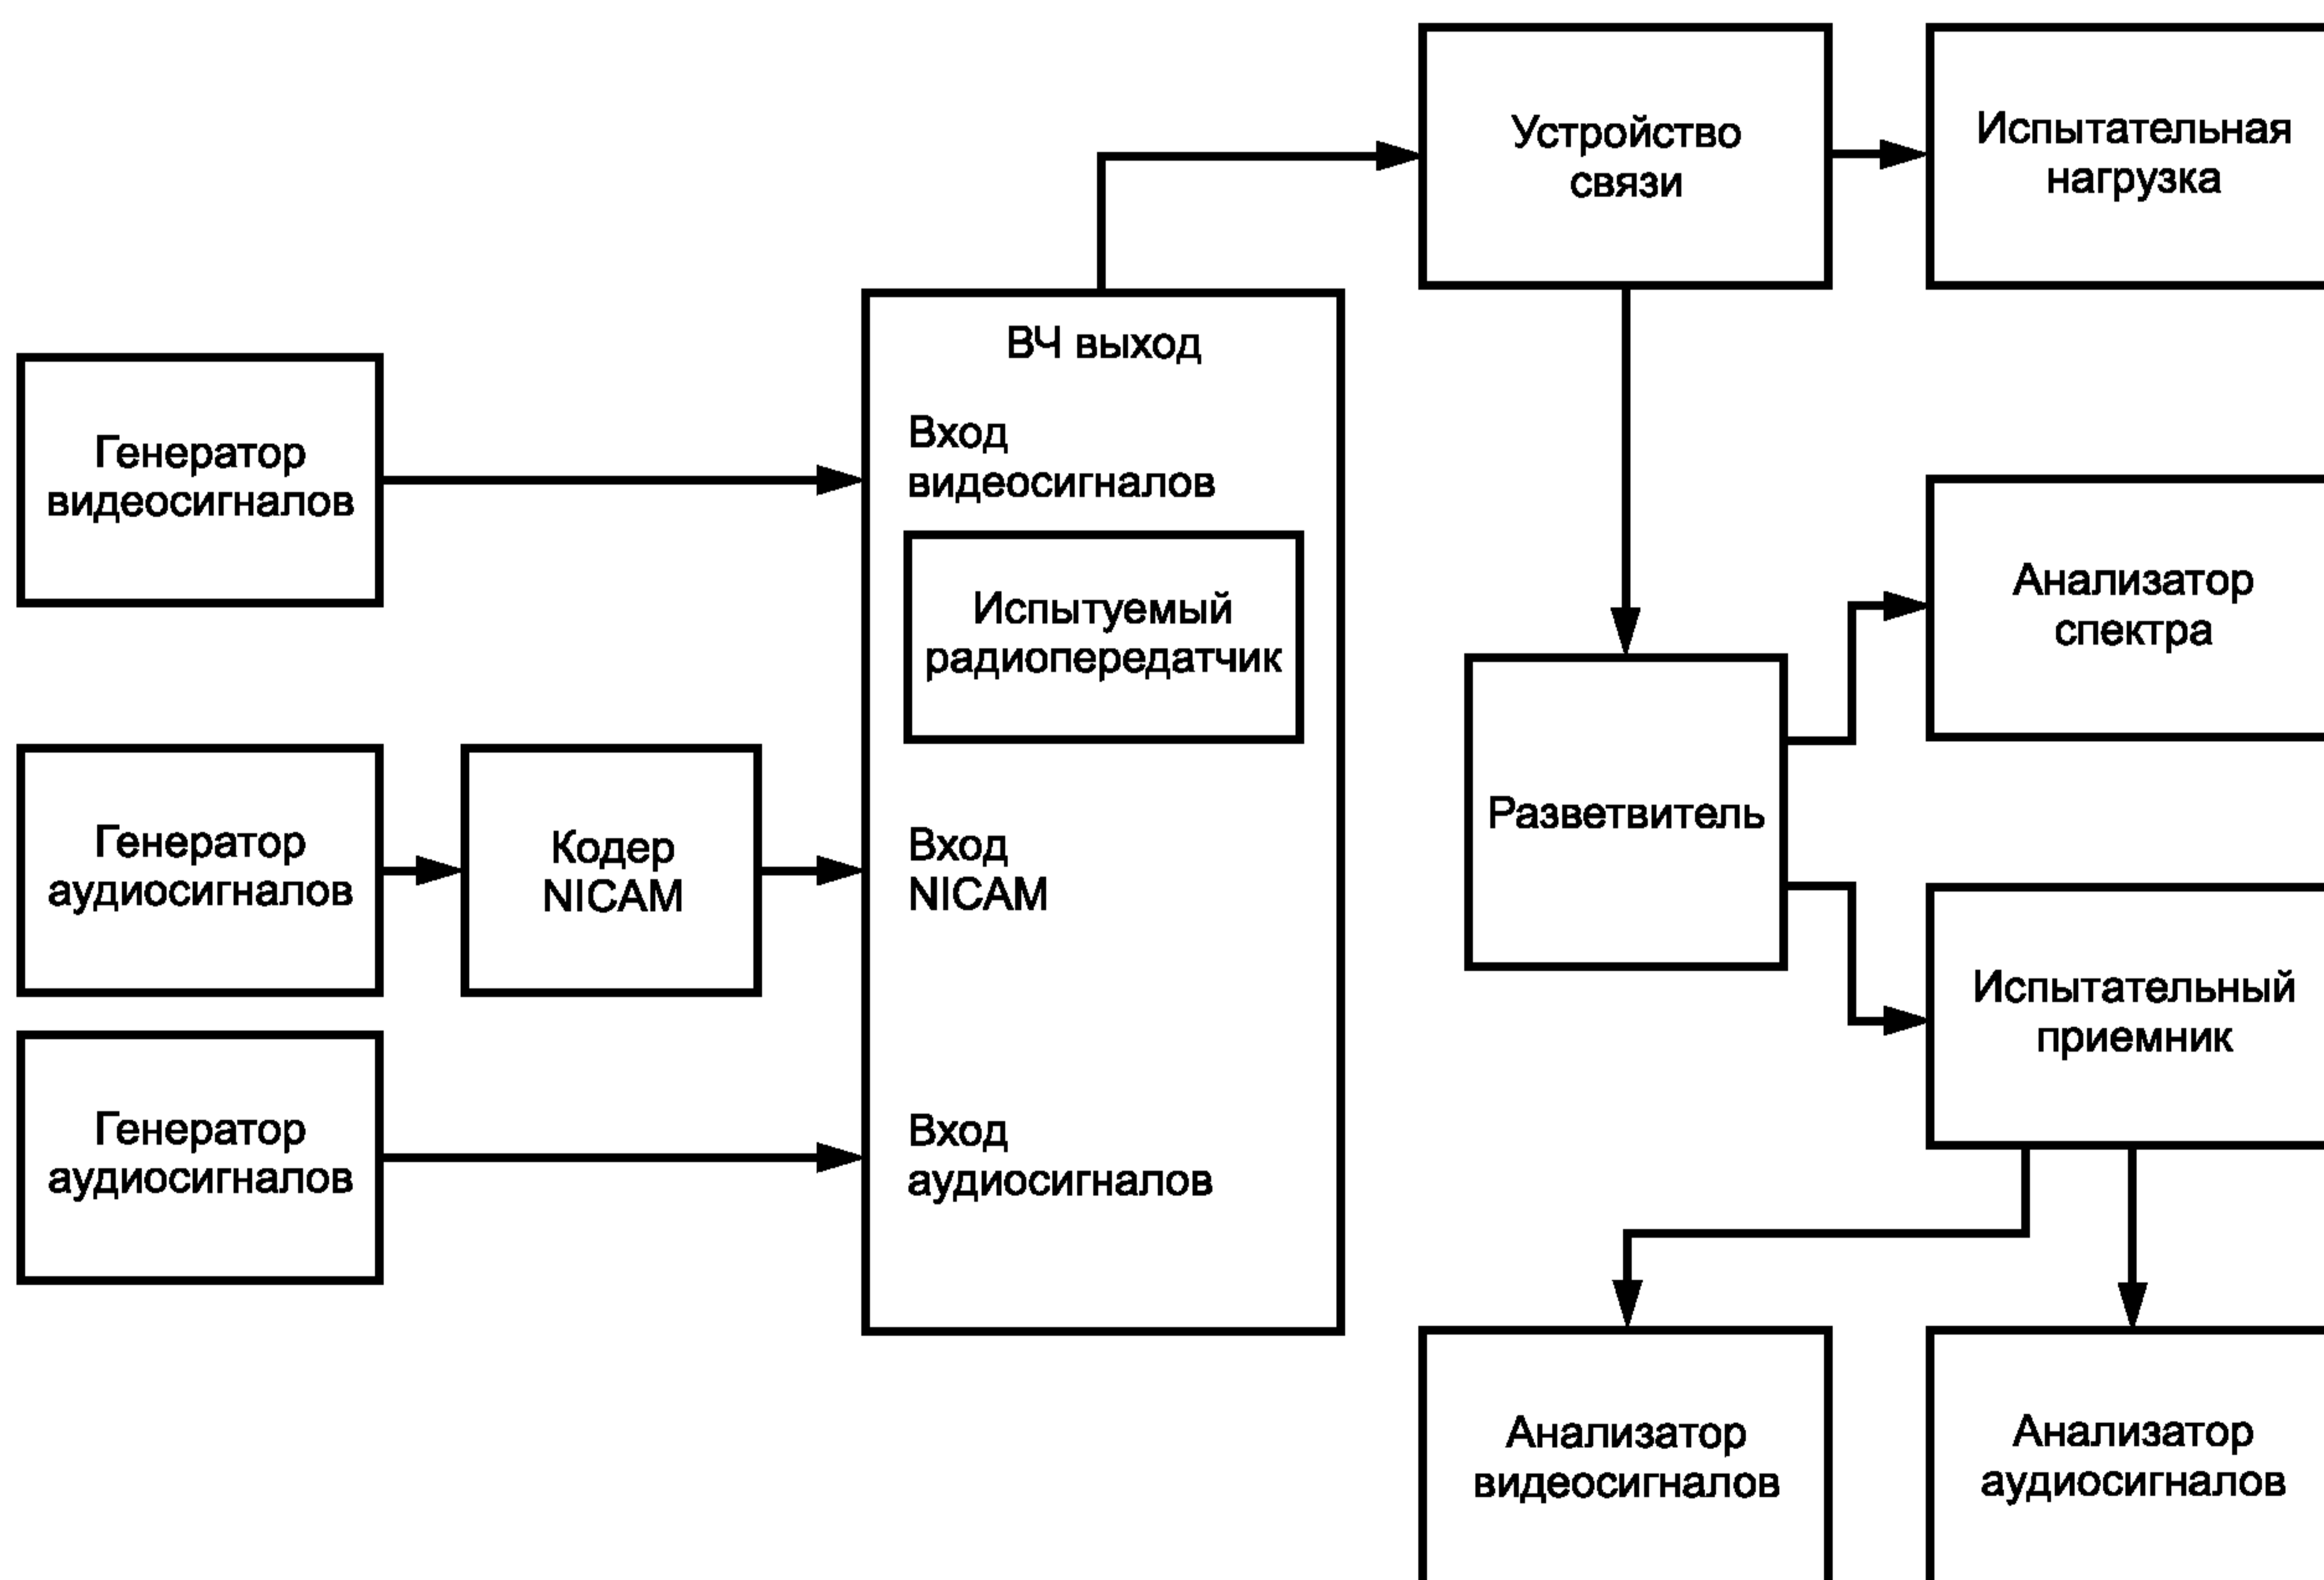 Устройство
связи
Испытательная
нагрузка
ВЧ выход
Генератор
видеосигналов
Вход
видеосигналов
Испытуемый
радиопередатчик
Анализатор
спектра
Разветвитель
Генератор
аудиосигналов
Кодер
NICAM
Вход
NICAM
Испытательный
приемник
Генератор
аудиосигналов
Вход
аудиосигналов
Анализатор
видеосигналов
Анализатор
аудиосигналов